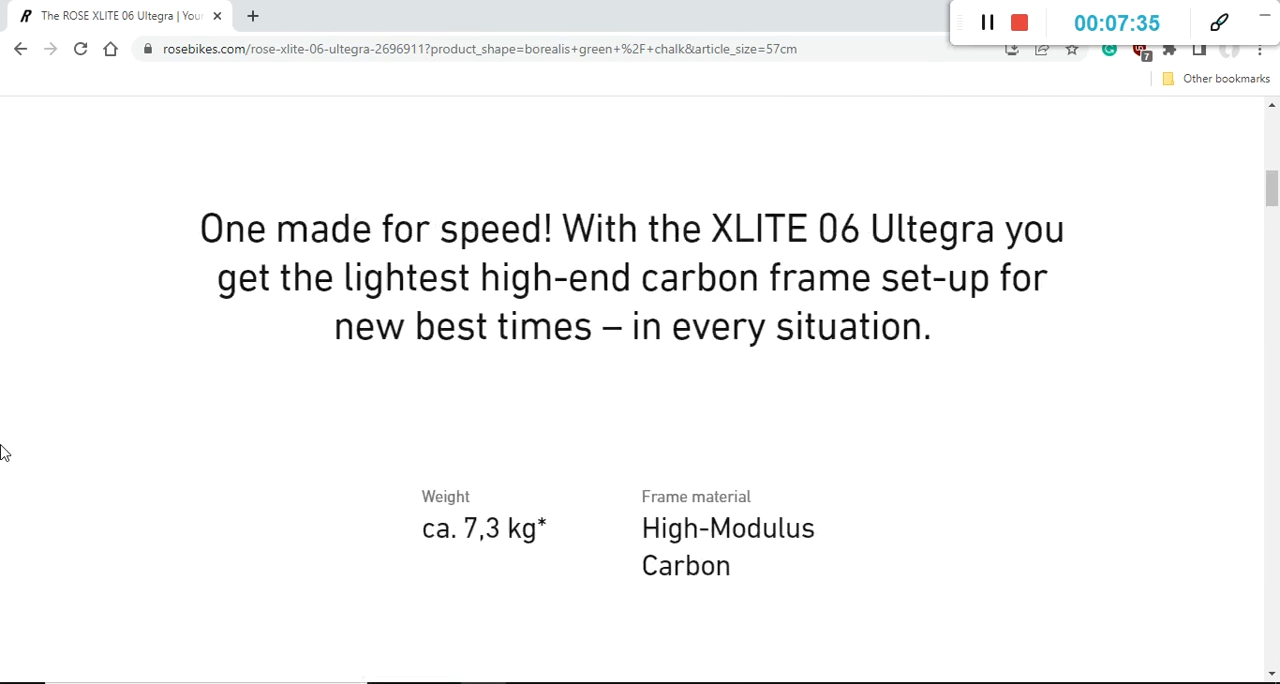 The ROSE XLITE 06 Ultegra | Your
00:07:35
rosebikes.com/rose-xlite-06-ultegra-2696911?product_shape=borealis+green+%2F+chalk&article_size=57cm
7
Other bookmarks
One made for speed! With the XLITE 06 Ultegra you
get the lightest high-end carbon frame set-up for
new best times – in every situation.
Weight
ca. 7,3 kg*
Frame material
High-Modulus
Carbon